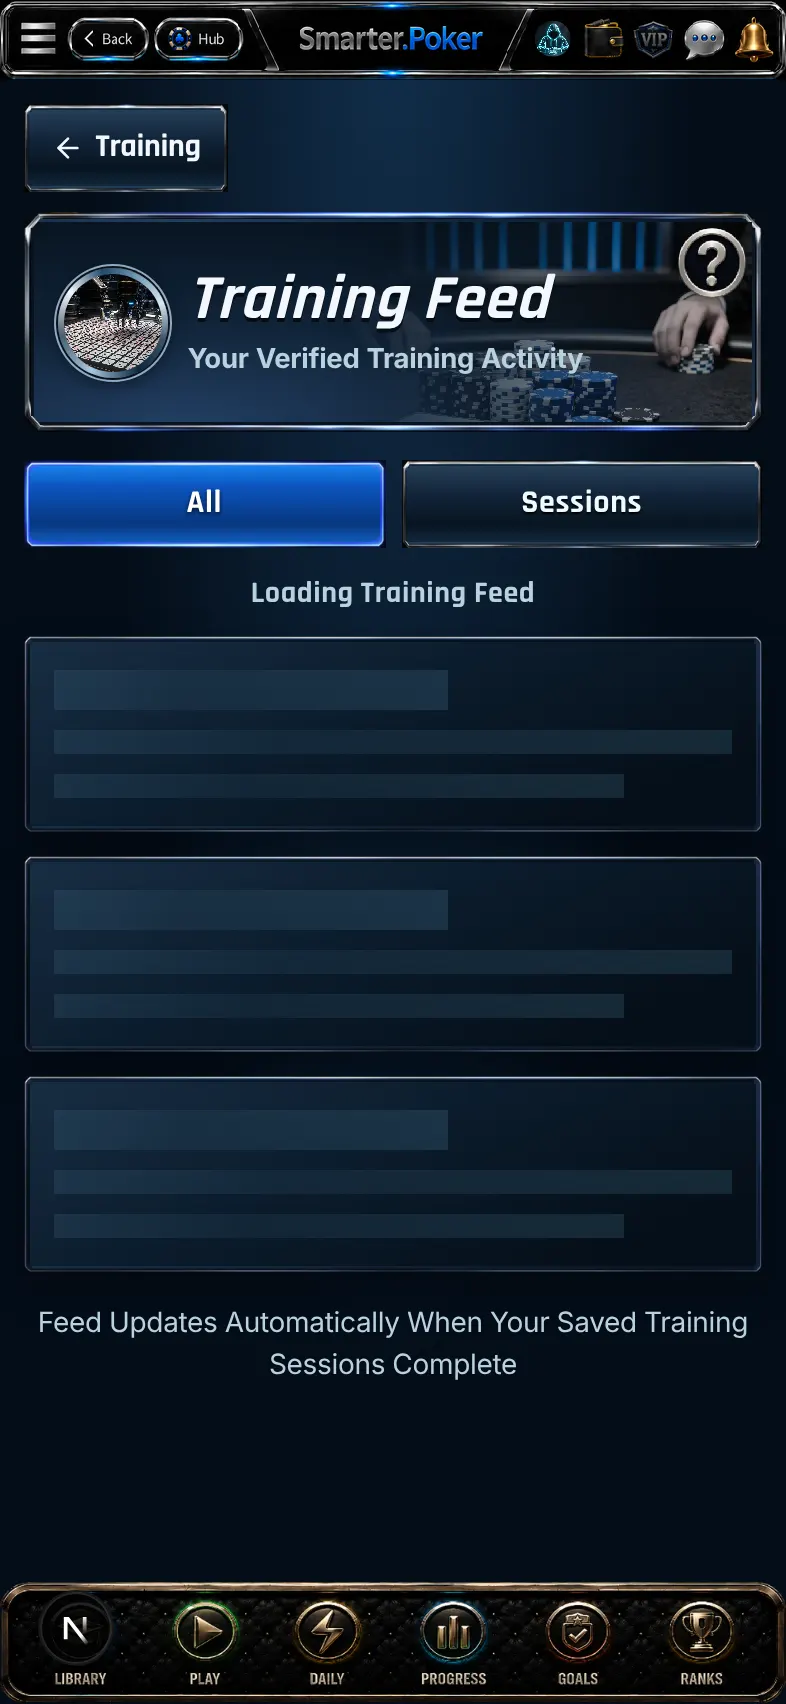 Back
Hub
Smarter.Poker
VIP
Training
?
Training Feed
Your Verified Training Activity
All
Sessions
Loading Training Feed
Feed Updates Automatically When Your Saved Training
Sessions Complete
N
LIBRARY
PLAY
DAILY
PROGRESS
GOALS
RANKS